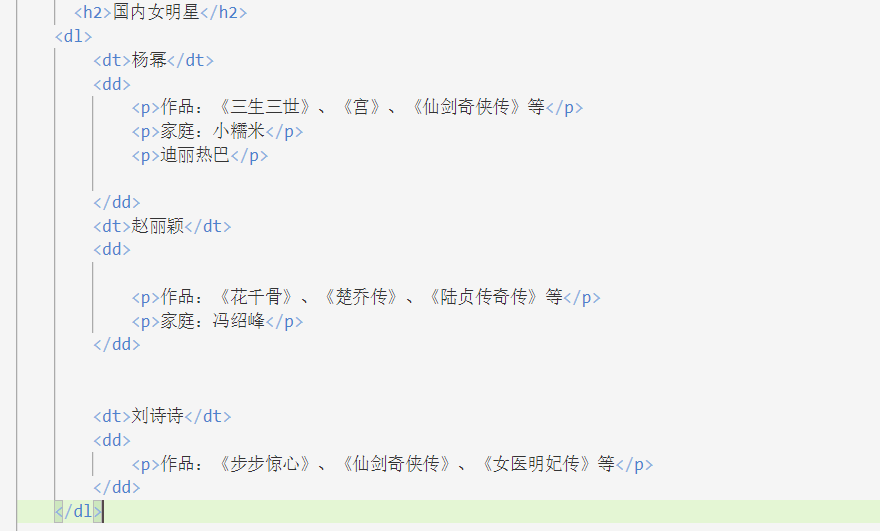 <h2>国内女明星</h2>
<dl>
<dt>杨幂</dt>
<dd>
<p>作品：《三生三世》、《宫》、《仙剑奇侠传》等</p>
<p>家庭：小糯米</p>
<p>迪丽热巴</p>
</dd>
<dt>赵丽颖</dt>
<dd>
<p>作品：《花千骨》、《楚乔传》、《陆贞传奇传》等</p>
<p>家庭：冯绍峰</p>
</dd>
<dt>刘诗诗</dt>
<dd>
<p>作品：《步步惊心》、《仙剑奇侠传》、《女医明妃传》等</p>
</dd>
</dl>